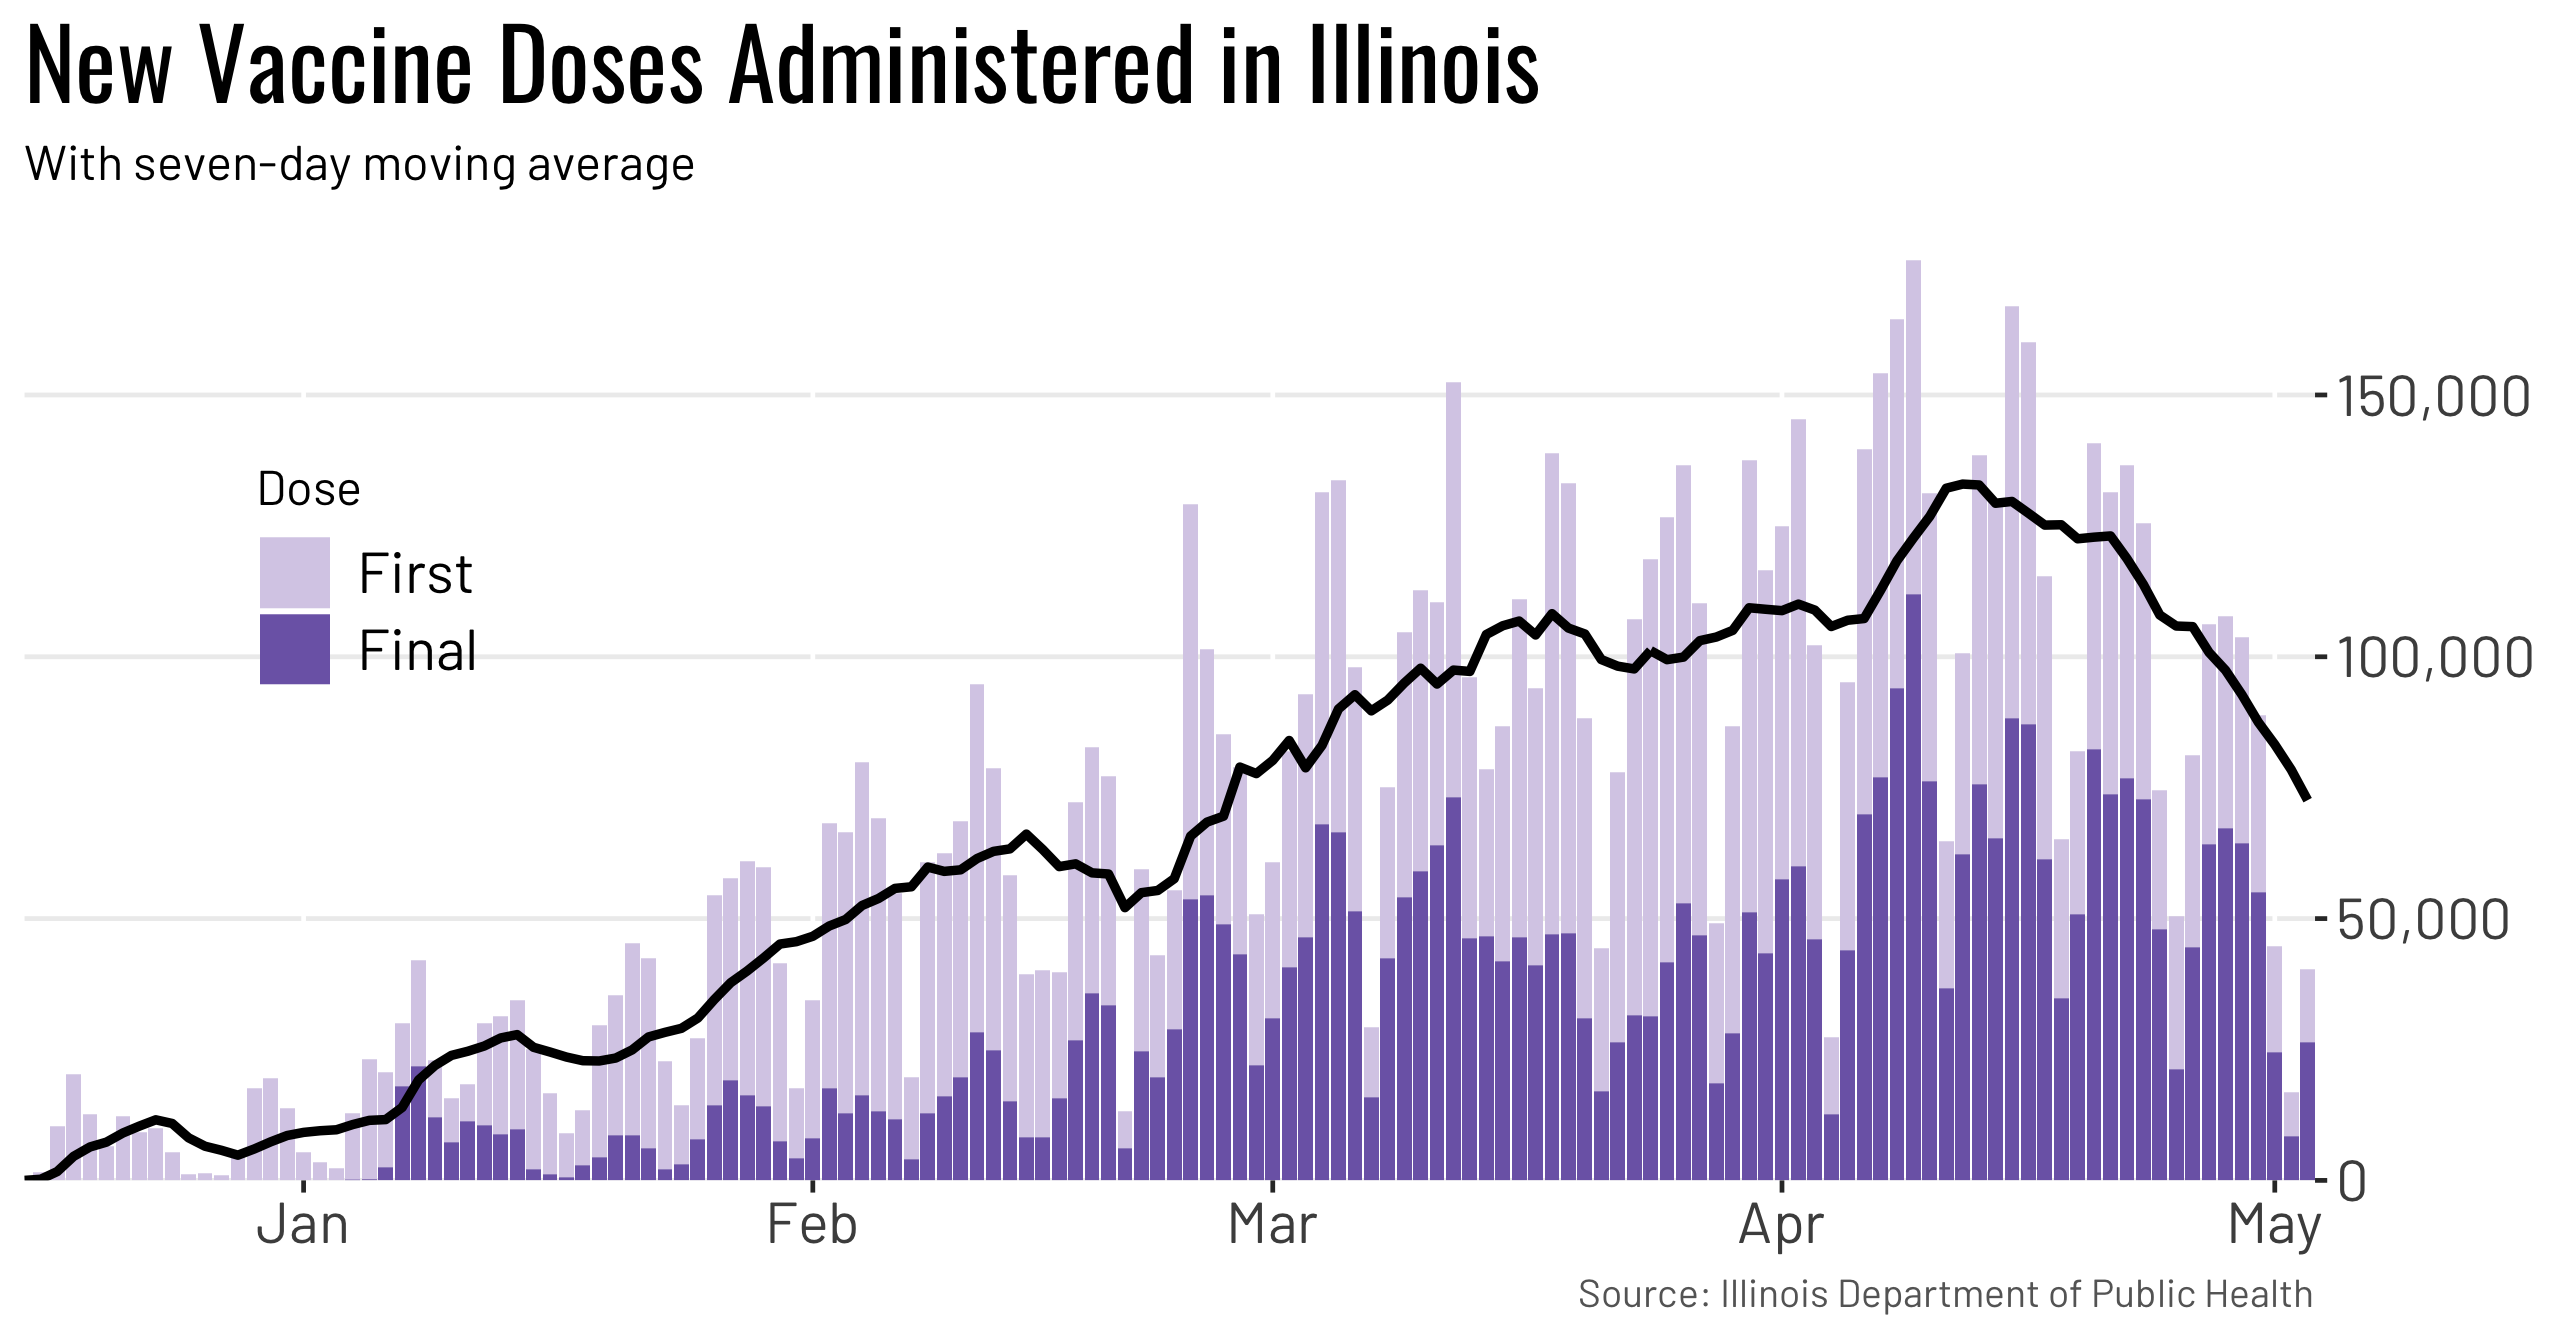 New Vaccine Doses Administered in Illinois
With seven-day moving average
150,000
Dose
First
Final
100,000
50,000
0
Jan Feb Mar Apr May
Source: Illinois Department of Public Health